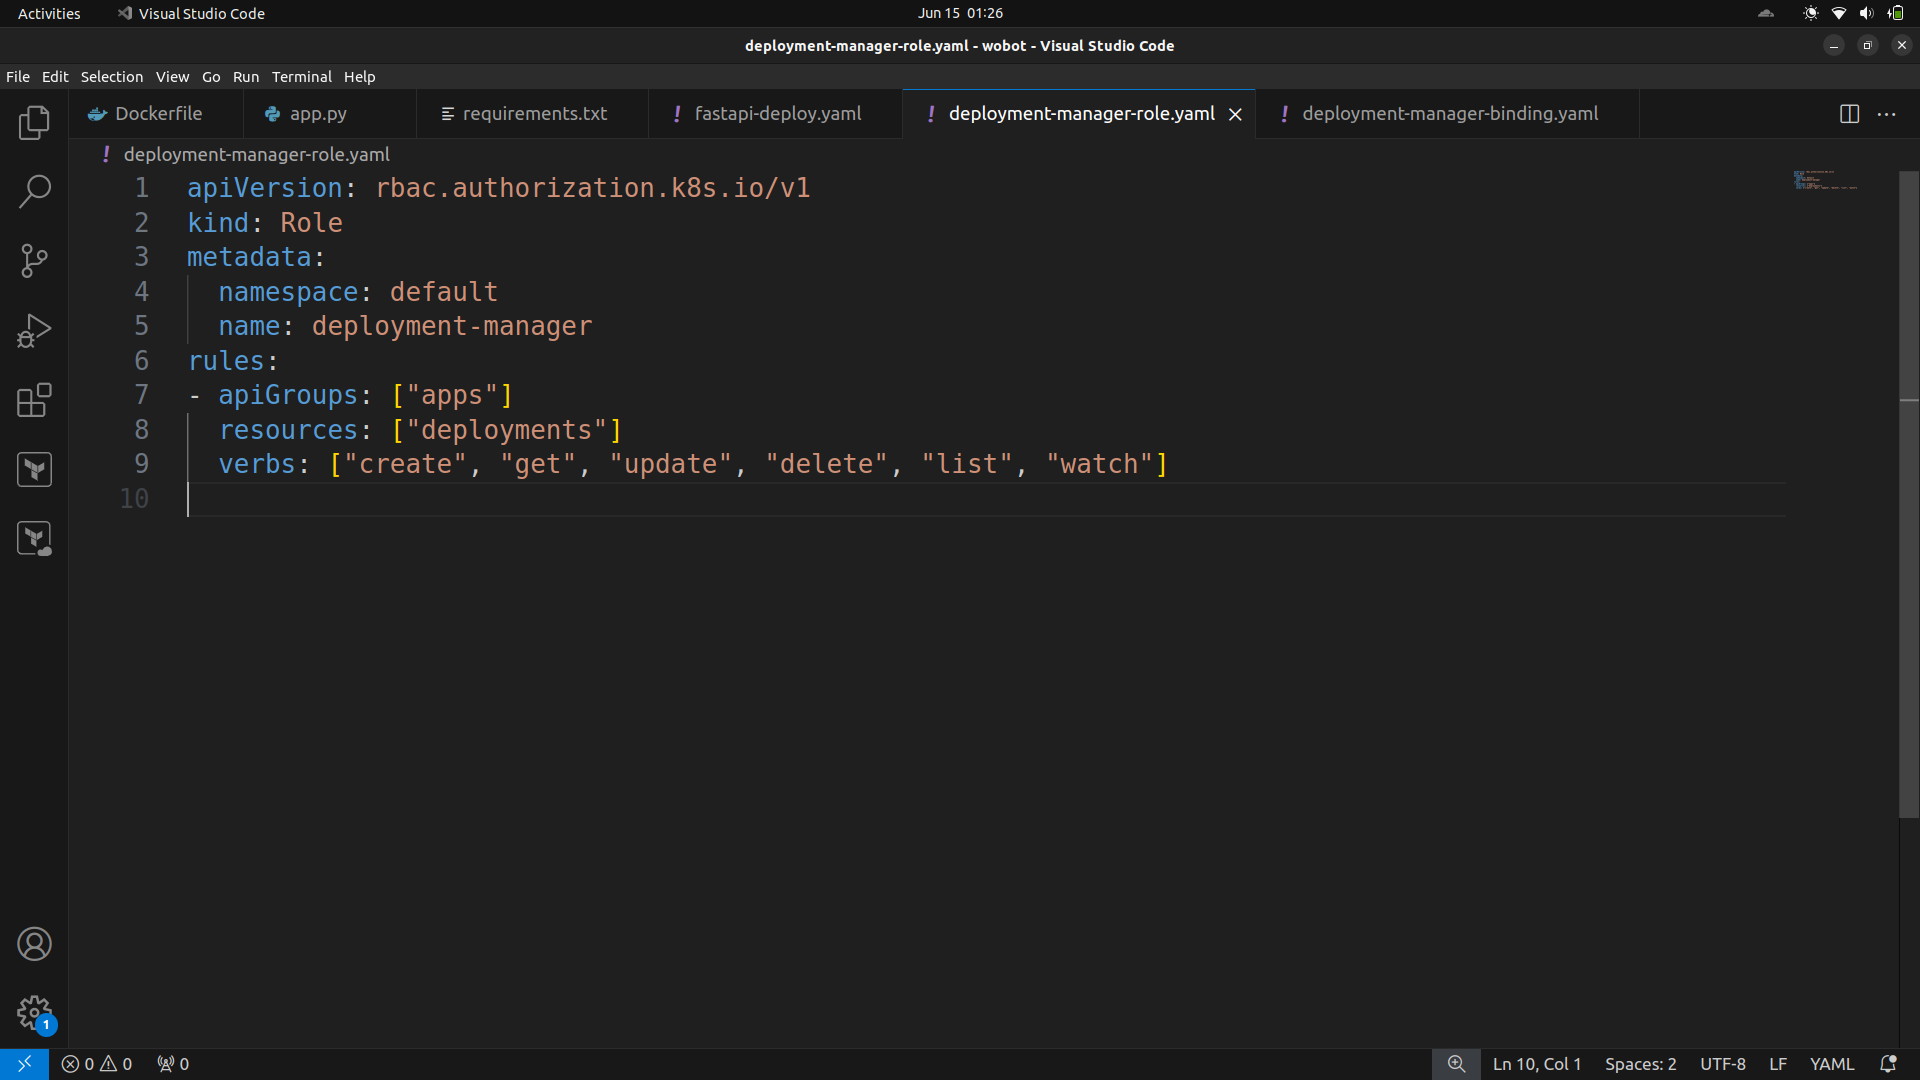 Activities Visual Studio Code Jun 15 01:26
deployment-manager-role.yaml - wobot - Visual Studio Code
File Edit Selection View Go Run Terminal Help
Dockerfile app.py requirements.txt ! fastapi-deploy.yaml ! deployment-manager-role.yaml ! deployment-manager-binding.yaml
! deployment-manager-role.yaml
1 apiVersion: rbac.authorization.k8s.io/v1
2 kind: Role
3 metadata:
4 namespace: default
5 name: deployment-manager
6 rules:
7 - apiGroups: ["apps"]
8 resources: ["deployments"]
9 verbs: ["create", "get", "update", "delete", "list", "watch"]
10
1
0 0 0 Ln 10, Col 1 Spaces: 2 UTF-8 LF YAML